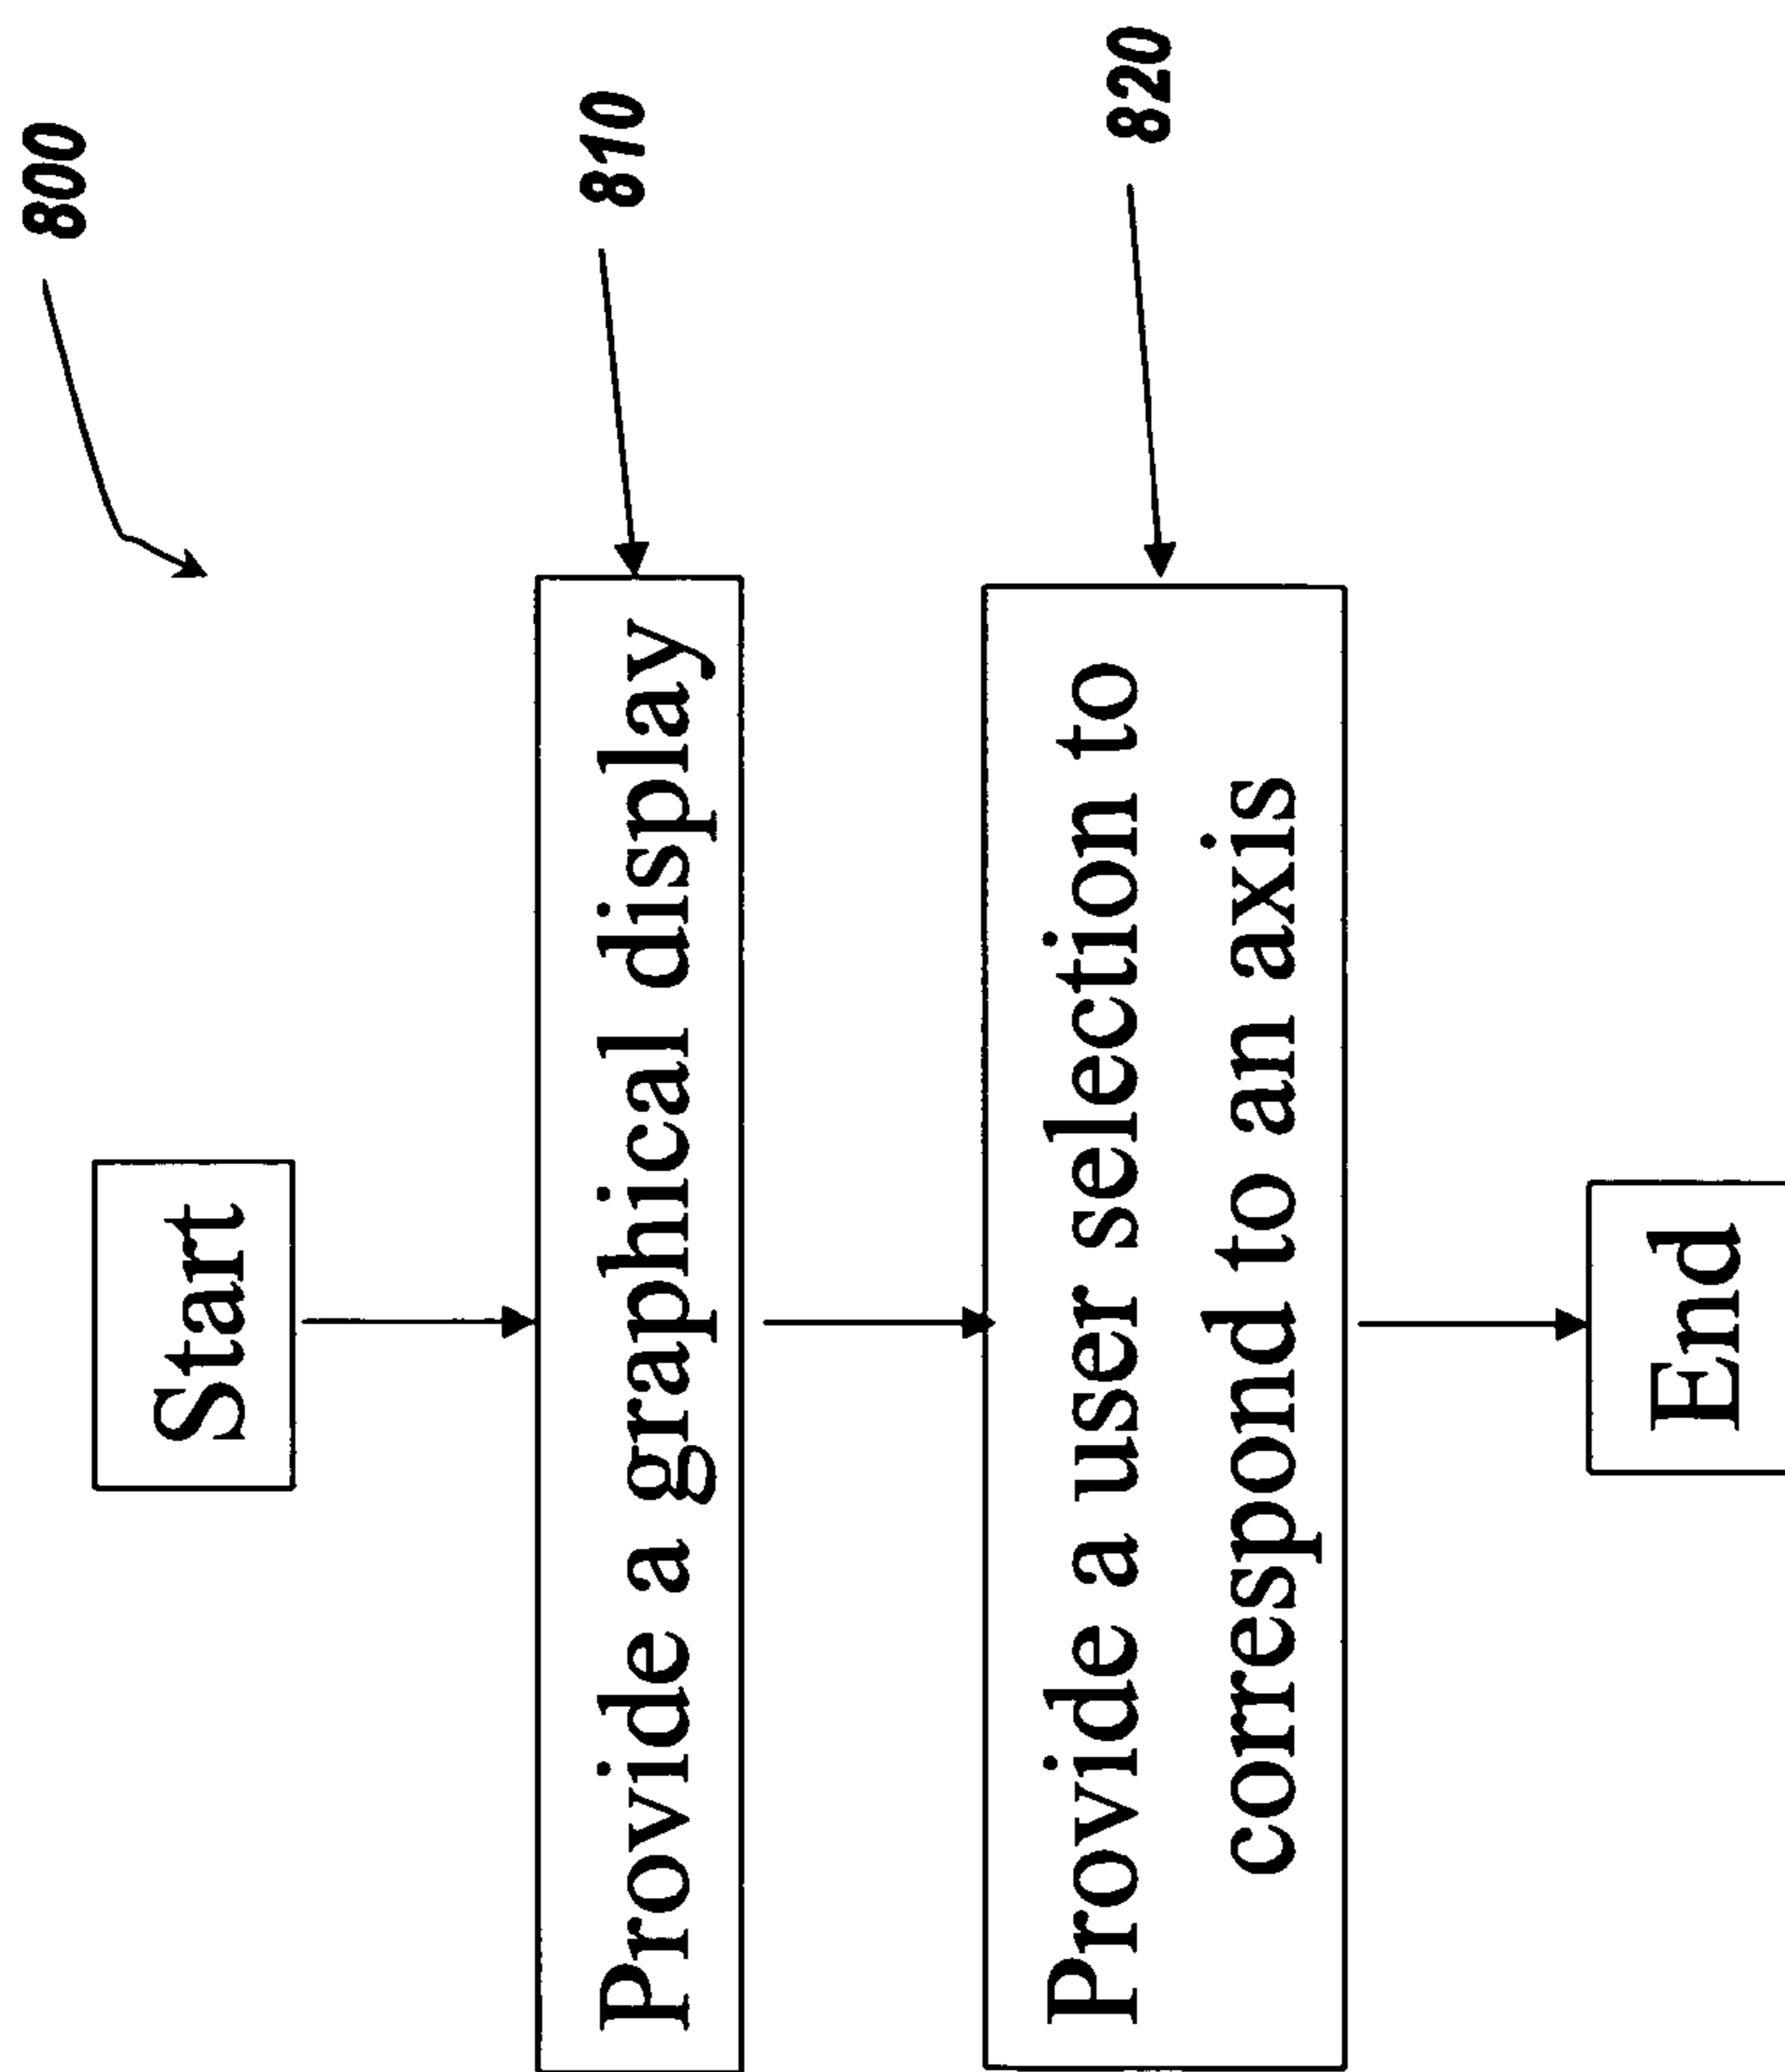 800
Start
810
Provide a graphical display
820
Provide a user selection to
correspond to an axis
End